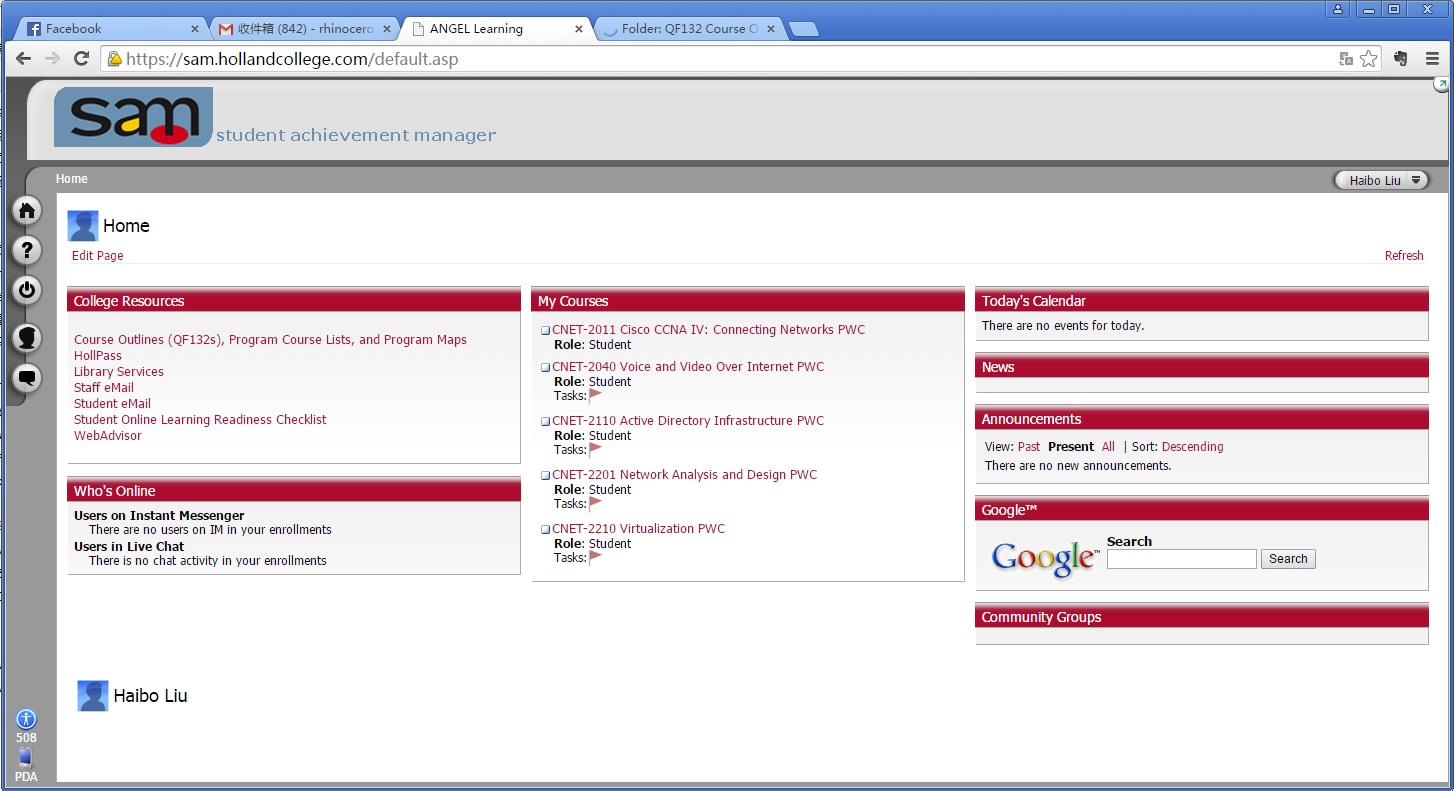 Facebook
收件箱 (842) - rhinocero
ANGEL Learning
Folder: QF132 Course O
https://sam.hollandcollege.com/default.asp
sam student achievement manager
Home
Haibo Liu
Home
Edit Page
Refresh
College Resources
Course Outlines (QF132s), Program Course Lists, and Program Maps
HollPass
Library Services
Staff eMail
Student eMail
Student Online Learning Readiness Checklist
WebAdvisor
Who's Online
Users on Instant Messenger
There are no users on IM in your enrollments
Users in Live Chat
There is no chat activity in your enrollments
My Courses
CNET-2011 Cisco CCNA IV: Connecting Networks PWC
Role: Student
CNET-2040 Voice and Video Over Internet PWC
Role: Student
Tasks:
CNET-2110 Active Directory Infrastructure PWC
Role: Student
Tasks:
CNET-2201 Network Analysis and Design PWC
Role: Student
Tasks:
CNET-2210 Virtualization PWC
Role: Student
Tasks:
Today's Calendar
There are no events for today.
News
Announcements
View: Past Present All | Sort: Descending
There are no new announcements.
Google™
Google™
Search
Search
Community Groups
Haibo Liu
508
PDA